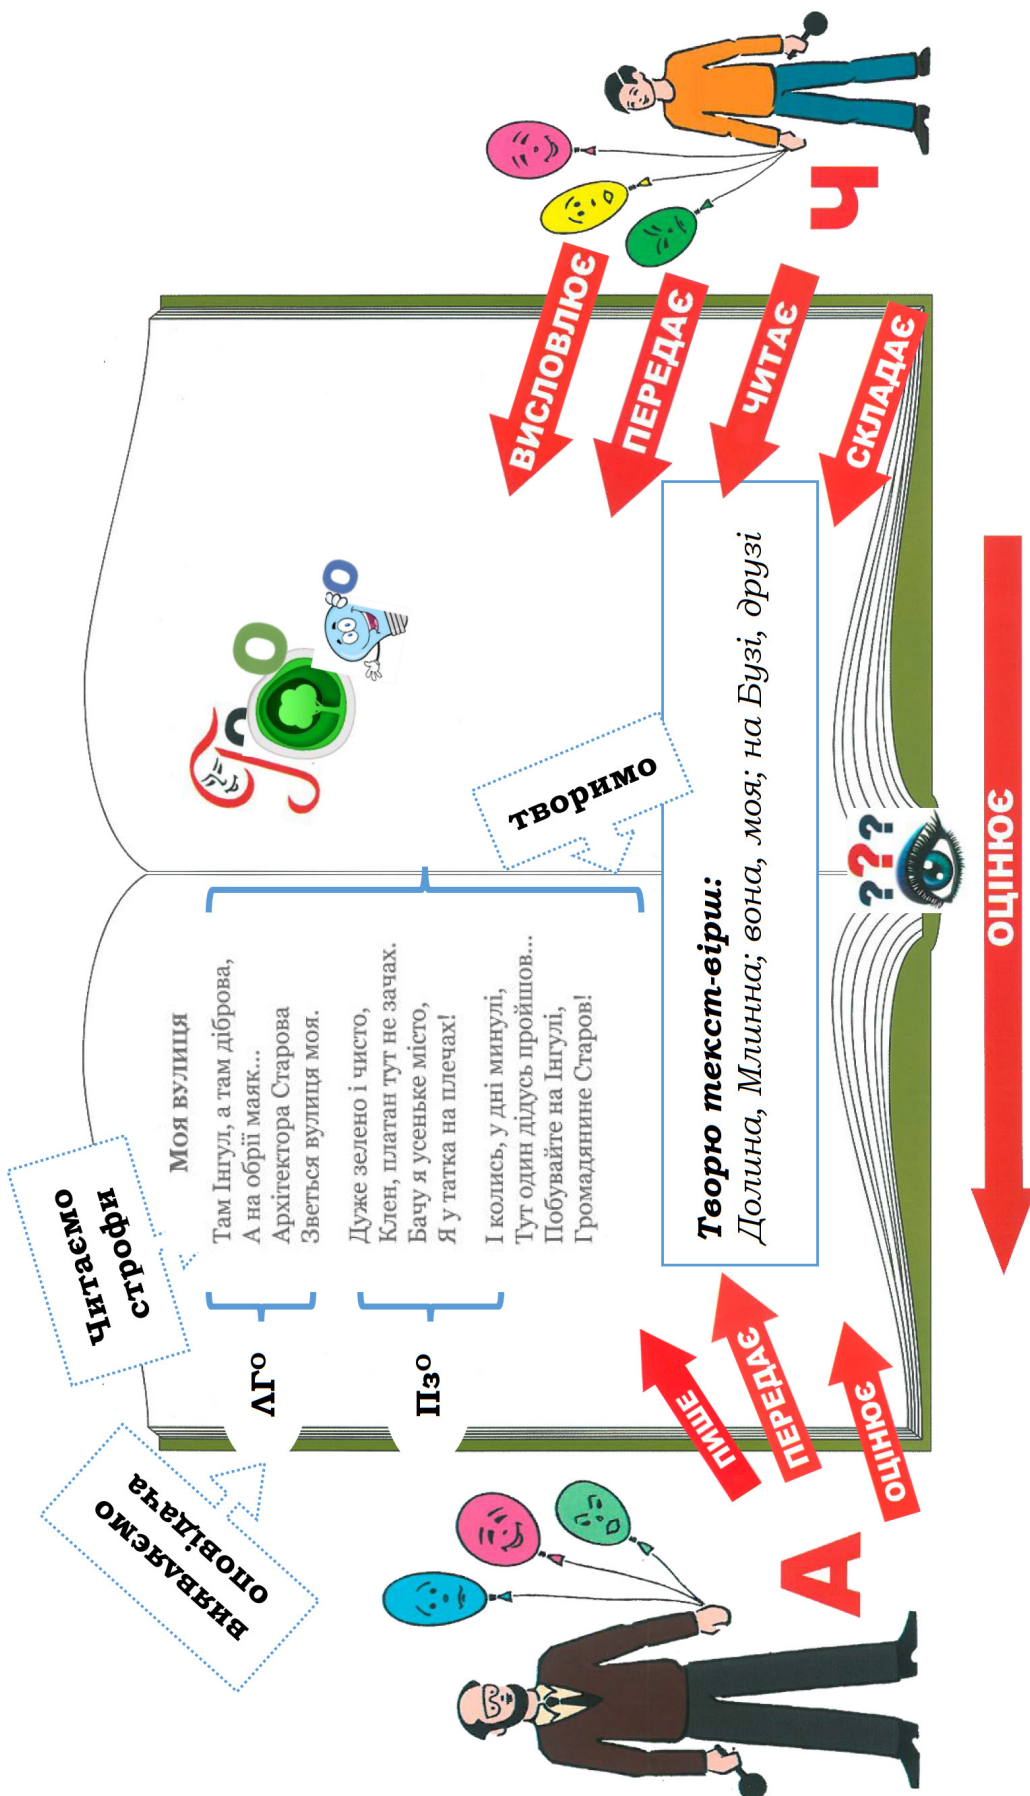 Читаємо
строфи
виявляємо
оповідача
МОЯ ВУЛИЦЯ
Там Інгул, а там діброва,
А на обрії маяк...
Архітектора Старова
Зветься вулиця моя.
Дуже зелено і чисто,
Клен, платан тут не зачах.
Бачу я усеньке місто,
Я у татка на плечах!
І колись, у дні минулі,
Тут один дідусь пройшов...
Побувайте на Інгулі,
Громадянине Старов!
ЛГо
Пзо
творимо
Творю текст-вірш:
Долина, Млинна; вона, моя; на Бузі, друзі
А
ПИШЕ
ПЕРЕДАЄ
ОЦІНЮЄ
ВИСЛОВЛЮЄ
ПЕРЕДАЄ
ЧИТАЄ
СКЛАДАЄ
Ч
???
ОЦІНЮЄ